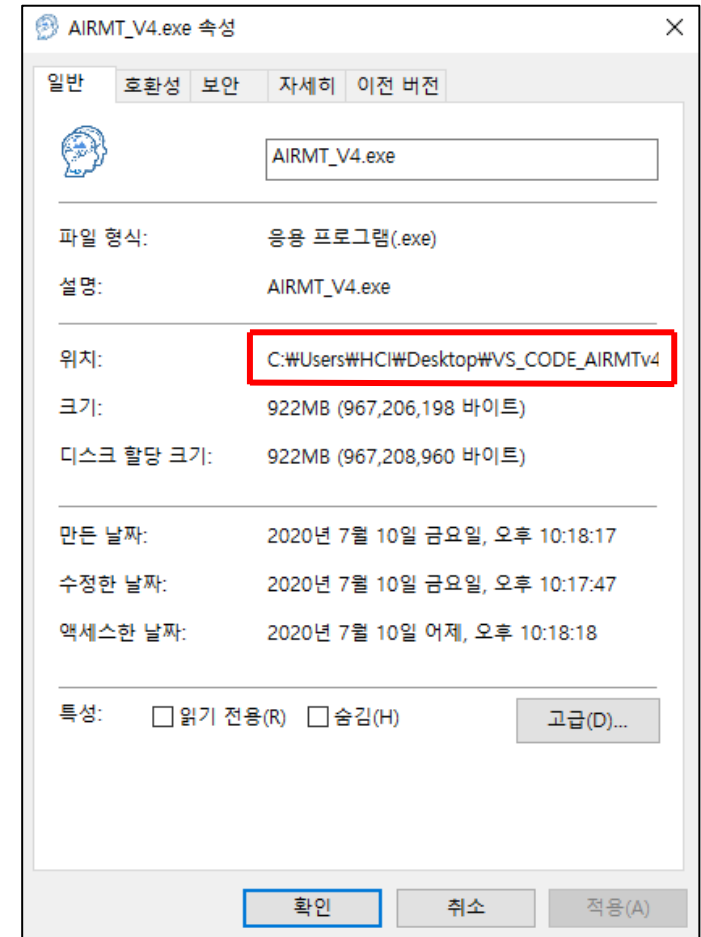 AIRMT_V4.exe 속성
일반 호환성 보안 자세히 이전 버전
AIRMT_V4.exe
파일 형식: 응용 프로그램(.exe)
설명: AIRMT_V4.exe
위치: C:₩Users₩HCI₩Desktop₩VS_CODE_AIRMTv4
크기: 922MB (967,206,198 바이트)
디스크 할당 크기: 922MB (967,208,960 바이트)
만든 날짜: 2020년 7월 10일 금요일, 오후 10:18:17
수정한 날짜: 2020년 7월 10일 금요일, 오후 10:17:47
액세스한 날짜: 2020년 7월 10일 어제, 오후 10:18:18
특성: 읽기 전용(R) 숨김(H) 고급(D)...
확인 취소 적용(A)